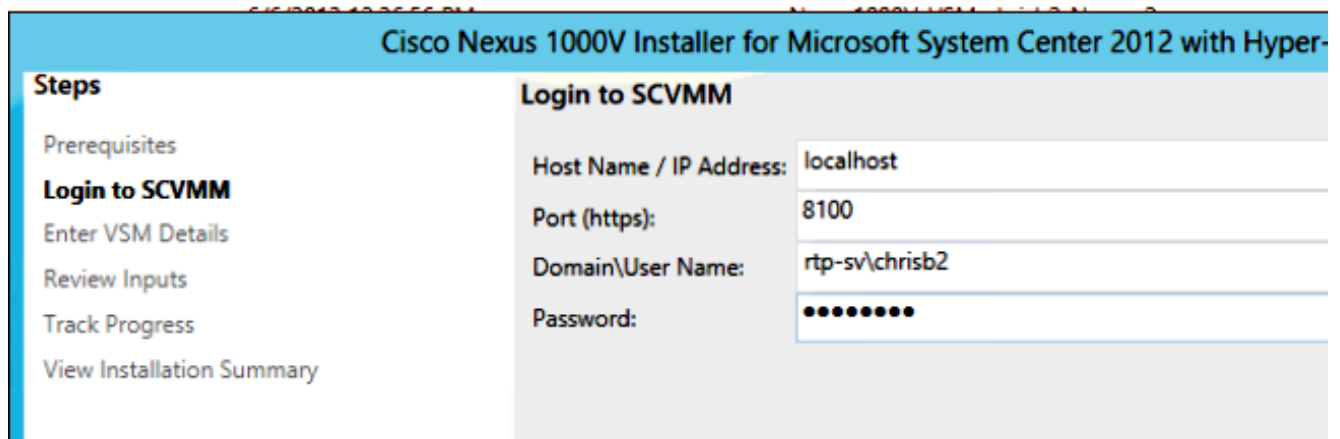 Cisco Nexus 1000V Installer for Microsoft System Center 2012 with Hyper-
Steps
Prerequisites
Login to SCVMM
Enter VSM Details
Review Inputs
Track Progress
View Installation Summary
Login to SCVMM
Host Name / IP Address: localhost
Port (https): 8100
Domain\User Name: rtp-sv\chrisb2
Password: ••••••••